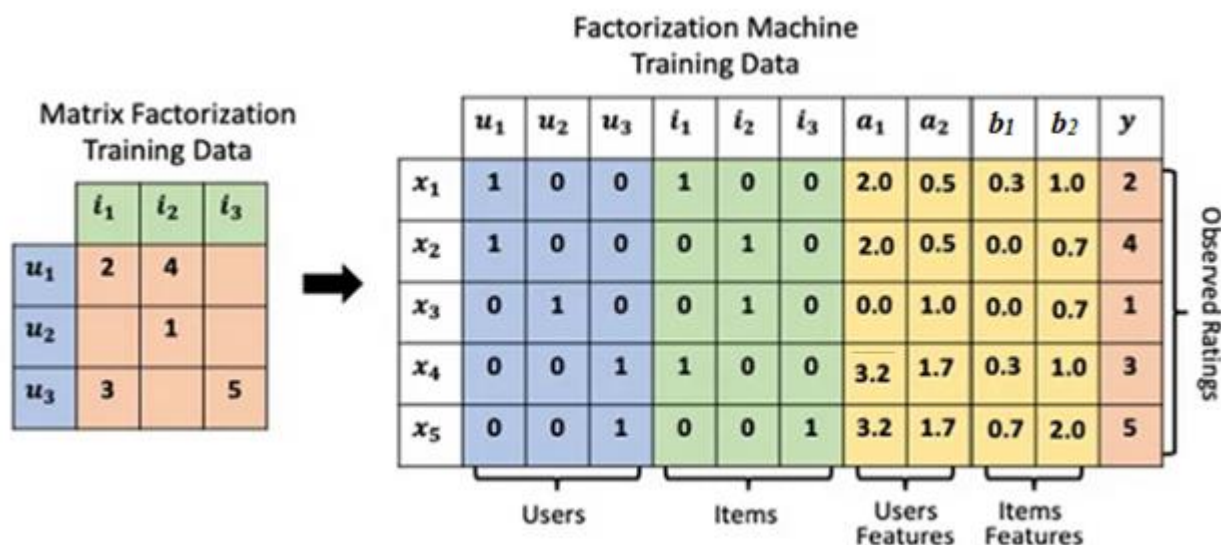 Factorization Machine
Training Data
Matrix Factorization
Training Data
i₁ i₂ i₃
u₁ 2 4
u₂ 1
u₃ 3 5
u₁ u₂ u₃ i₁ i₂ i₃ a₁ a₂ b₁ b₂ y
x₁ 1 0 0 1 0 0 2.0 0.5 0.3 1.0 2
x₂ 1 0 0 0 1 0 2.0 0.5 0.0 0.7 4
x₃ 0 1 0 0 1 0 0.0 1.0 0.0 0.7 1
x₄ 0 0 1 1 0 0 3.2 1.7 0.3 1.0 3
x₅ 0 0 1 0 0 1 3.2 1.7 0.7 2.0 5
Users
Items
Users
Features
Items
Features
Observed Ratings